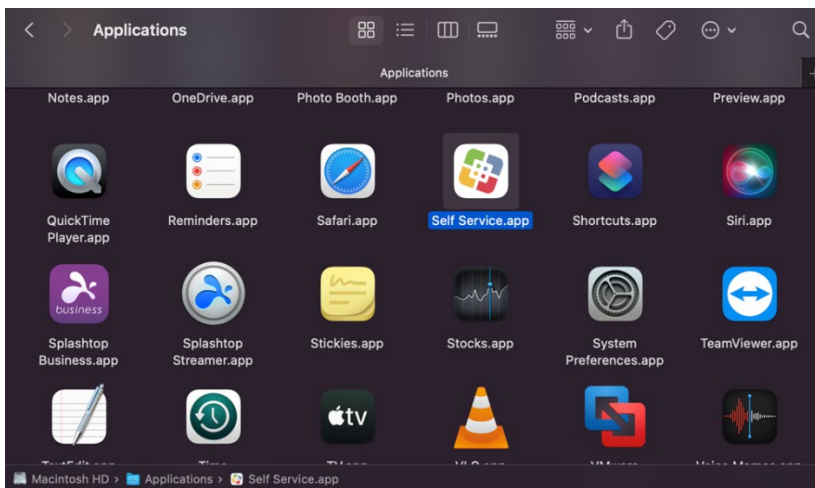 Applications
Applications
Notes.app OneDrive.app Photo Booth.app Photos.app Podcasts.app Preview.app
QuickTime Player.app Reminders.app Safari.app Self Service.app Shortcuts.app Siri.app
business
Splashtop Business.app Splashtop Streamer.app Stickies.app Stocks.app System Preferences.app TeamViewer.app
tv
Macintosh HD › Applications › Self Service.app